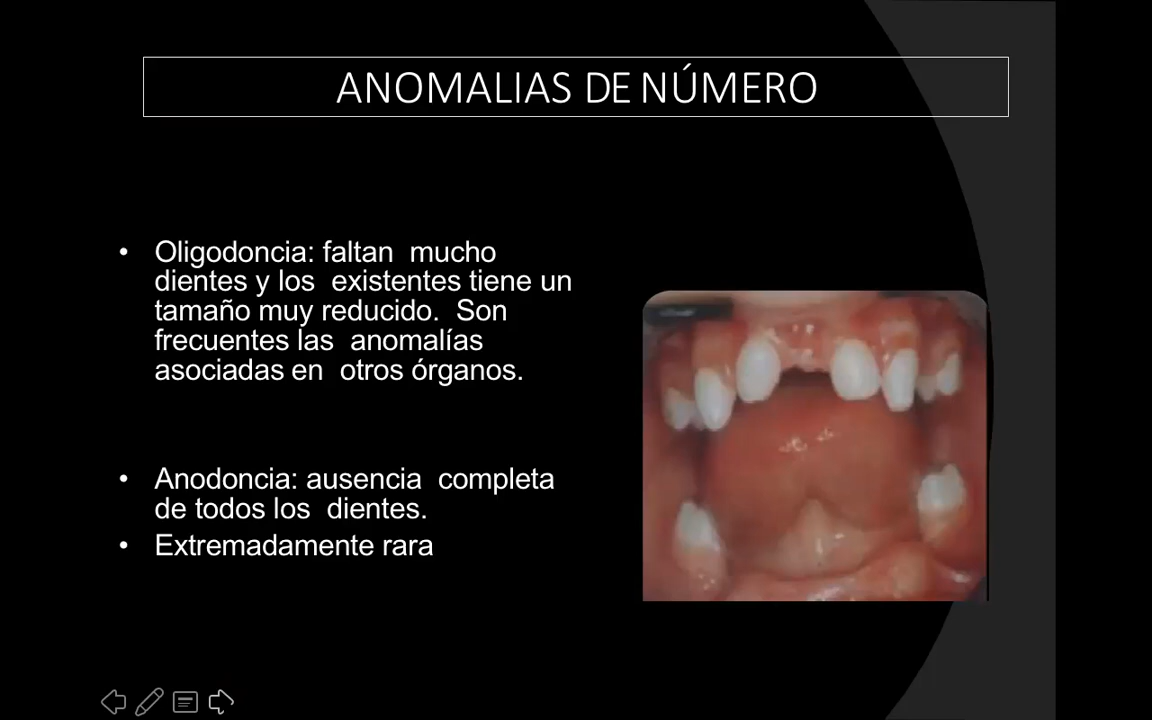 ANOMALIAS DE NÚMERO
• Oligodoncia: faltan mucho
dientes y los existentes tiene un
tamaño muy reducido. Son
frecuentes las anomalías
asociadas en otros órganos.
• Anodoncia: ausencia completa
de todos los dientes.
• Extremadamente rara